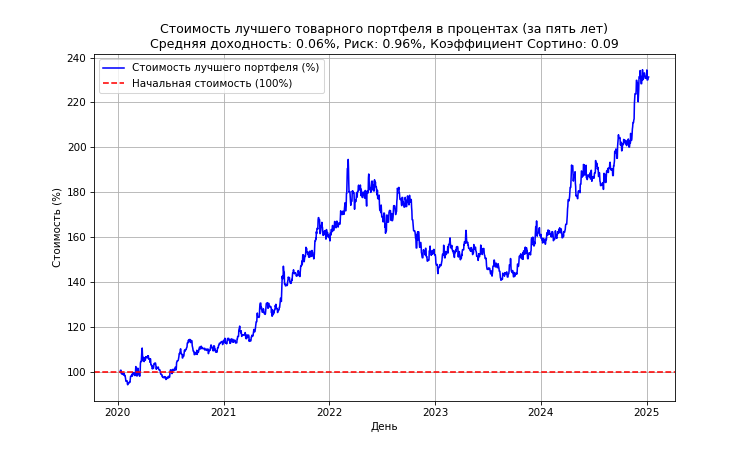 Стоимость лучшего товарного портфеля в процентах (за пять лет)
Средняя доходность: 0.06%, Риск: 0.96%, Коэффициент Сортино: 0.09
Стоимость лучшего портфеля (%)
Начальная стоимость (100%)
Стоимость (%)
240
220
200
180
160
140
120
100
2020
2021
2022
2023
2024
2025
День